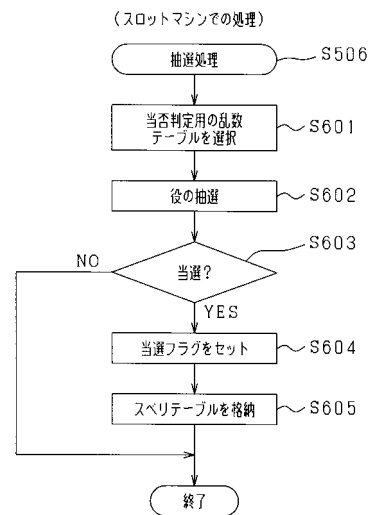 (スロットマシンでの処理)
抽選処理
S506
当否判定用の乱数
テーブルを選択
S601
役の抽選
S602
S603
当選?
NO
YES
当選フラグをセット
S604
スベリテーブルを格納
S605
終了